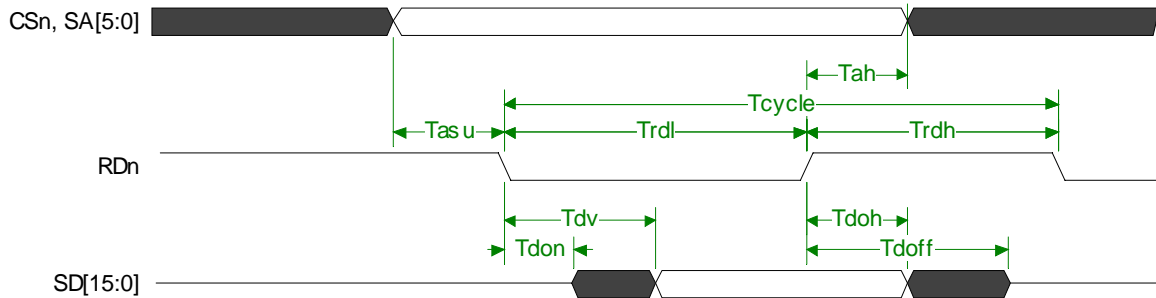 CSn, SA[5:0]
Tah
Tcycle
Tasu
Trdl
Trdh
RDn
Tdv
Tdoh
Tdon
Tdoff
SD[15:0]